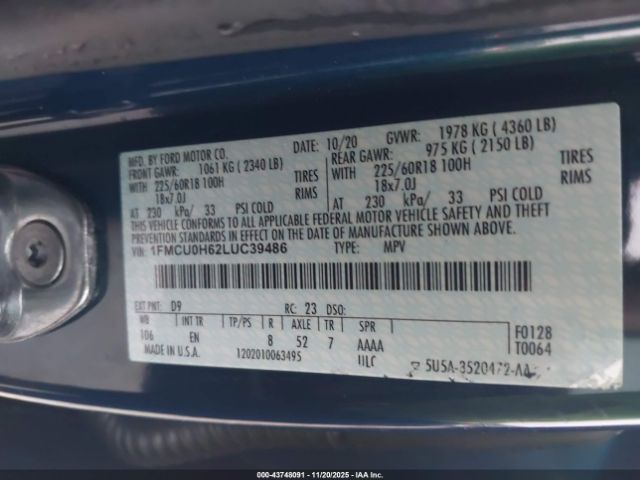 MFD. BY FORD MOTOR CO.
DATE: 10/20 GVWR: 1978 KG ( 4360 LB)
FRONT GAWR: 1061 KG ( 2340 LB)
REAR GAWR: 975 KG ( 2150 LB)
WITH 225/60R18 100H TIRES
WITH 225/60R18 100H TIRES
18x7.0J RIMS
18x7.0J RIMS
AT 230 kPa/ 33 PSI COLD
AT 230 kPa/ 33 PSI COLD
THIS VEHICLE CONFORMS TO ALL APPLICABLE FEDERAL MOTOR VEHICLE SAFETY AND THEFT
PREVENTION STANDARDS IN EFFECT ON THE DATE OF MANUFACTURE SHOWN ABOVE.
VIN: 1FMCU0H62LUC39486 TYPE: MPV
EXT PNT: D9 RC: 23 DSO:
WB INT TR TP/PS R AXLE TR SPR
106 EN 8 52 7 AAAA
F0128
T0064
MADE IN U.S.A. 1202010063495 ULC
000-43748091 - 11/20/2025 - IAA Inc.